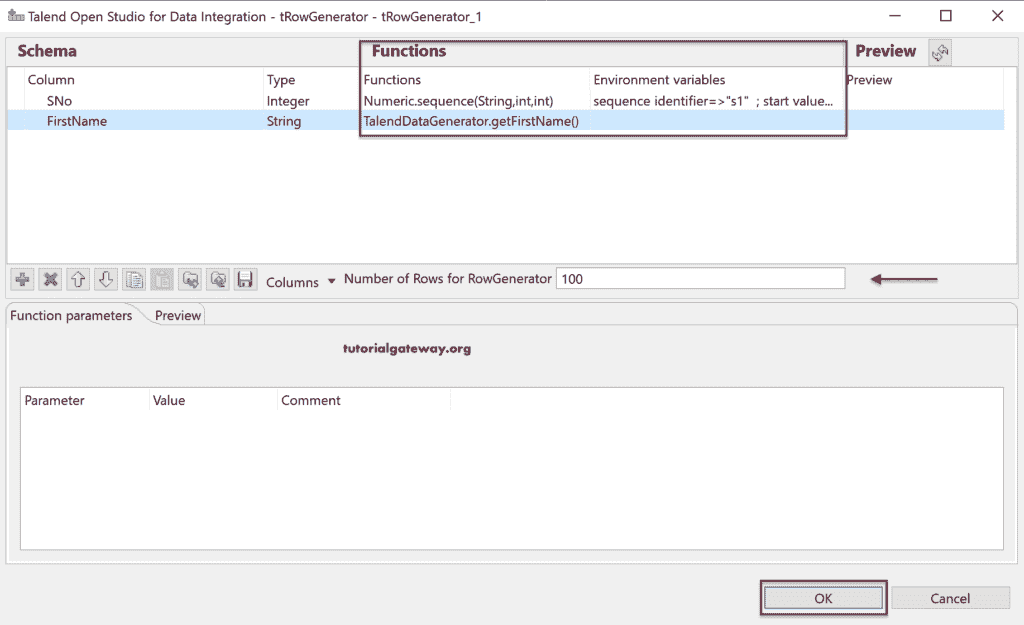 Talend Open Studio for Data Integration - tRowGenerator - tRowGenerator_1
Schema Functions Preview
Column Type Functions Environment variables Preview
SNo Integer Numeric.sequence(String,int,int) sequence identifier=>"s1" ; start value...
FirstName String TalendDataGenerator.getFirstName()
Columns Number of Rows for RowGenerator 100
Function parameters Preview
tutorialgateway.org
Parameter Value Comment
OK Cancel